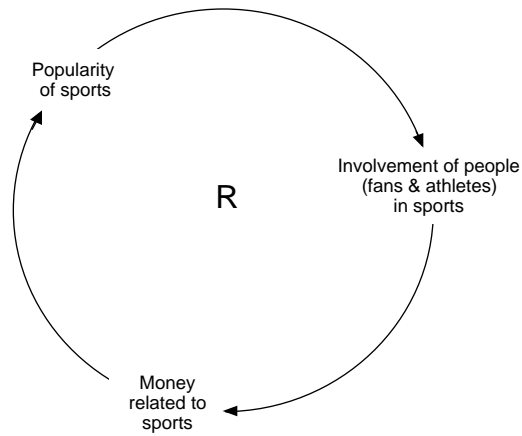 Popularity
of sports
Involvement of people
(fans & athletes)
in sports
R
Money
related to
sports